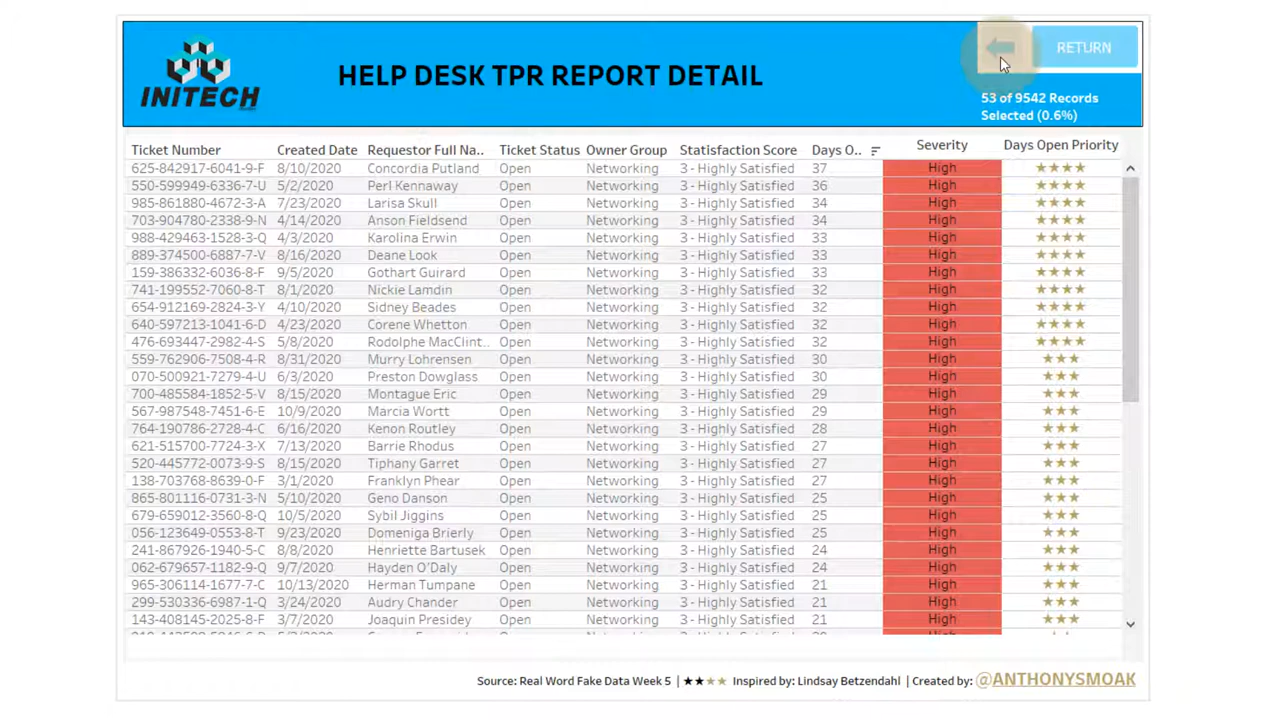 INITECH
HELP DESK TPR REPORT DETAIL
RETURN
53 of 9542 Records
Selected (0.6%)
Ticket Number Created Date Requestor Full Na.. Ticket Status Owner Group Statisfaction Score Days O.. Severity Days Open Priority
625-842917-6041-9-F 8/10/2020 Concordia Putland Open Networking 3 - Highly Satisfied 37 High ★★★★
550-599949-6336-7-U 5/2/2020 Perl Kennaway Open Networking 3 - Highly Satisfied 36 High ★★★★
985-861880-4672-3-A 7/23/2020 Larisa Skull Open Networking 3 - Highly Satisfied 34 High ★★★★
703-904780-2338-9-N 4/14/2020 Anson Fieldsend Open Networking 3 - Highly Satisfied 34 High ★★★★
988-429463-1528-3-Q 4/3/2020 Karolina Erwin Open Networking 3 - Highly Satisfied 33 High ★★★★
889-374500-6887-7-V 8/16/2020 Deane Look Open Networking 3 - Highly Satisfied 33 High ★★★★
159-386332-6036-8-F 9/5/2020 Gothart Guirard Open Networking 3 - Highly Satisfied 33 High ★★★★
741-199552-7060-8-T 8/1/2020 Nickie Lamdin Open Networking 3 - Highly Satisfied 32 High ★★★★
654-912169-2824-3-Y 4/10/2020 Sidney Beades Open Networking 3 - Highly Satisfied 32 High ★★★★
640-597213-1041-6-D 4/23/2020 Corene Whetton Open Networking 3 - Highly Satisfied 32 High ★★★★
476-693447-2982-4-S 5/8/2020 Rodolphe MacClint.. Open Networking 3 - Highly Satisfied 32 High ★★★★
559-762906-7508-4-R 8/31/2020 Murry Lohrensen Open Networking 3 - Highly Satisfied 30 High ★★★
070-500921-7279-4-U 6/3/2020 Preston Dowglass Open Networking 3 - Highly Satisfied 30 High ★★★
700-485584-1852-5-V 8/15/2020 Montague Eric Open Networking 3 - Highly Satisfied 29 High ★★★
567-987548-7451-6-E 10/9/2020 Marcia Wortt Open Networking 3 - Highly Satisfied 29 High ★★★
764-190786-2728-4-C 6/16/2020 Kenon Routley Open Networking 3 - Highly Satisfied 28 High ★★★
621-515700-7724-3-X 7/13/2020 Barrie Rhodus Open Networking 3 - Highly Satisfied 27 High ★★★
520-445772-0073-9-S 8/15/2020 Tiphany Garret Open Networking 3 - Highly Satisfied 27 High ★★★
138-703768-8639-0-F 3/1/2020 Franklyn Phear Open Networking 3 - Highly Satisfied 27 High ★★★
865-801116-0731-3-N 5/10/2020 Geno Danson Open Networking 3 - Highly Satisfied 25 High ★★★
679-659012-3560-8-Q 10/5/2020 Sybil Jiggins Open Networking 3 - Highly Satisfied 25 High ★★★
056-123649-0553-8-T 9/23/2020 Domeniga Brierly Open Networking 3 - Highly Satisfied 25 High ★★★
241-867926-1940-5-C 8/8/2020 Henriette Bartusek Open Networking 3 - Highly Satisfied 24 High ★★★
062-679657-1182-9-Q 9/7/2020 Hayden O'Daly Open Networking 3 - Highly Satisfied 24 High ★★★
965-306114-1677-7-C 10/13/2020 Herman Tumpane Open Networking 3 - Highly Satisfied 21 High ★★★
299-530336-6987-1-Q 3/24/2020 Audry Chander Open Networking 3 - Highly Satisfied 21 High ★★★
143-408145-2025-8-F 3/7/2020 Joaquin Presidey Open Networking 3 - Highly Satisfied 21 High ★★★
Source: Real Word Fake Data Week 5 | ★★★★ Inspired by: Lindsay Betzendahl | Created by: @ANTHONYSMOAK